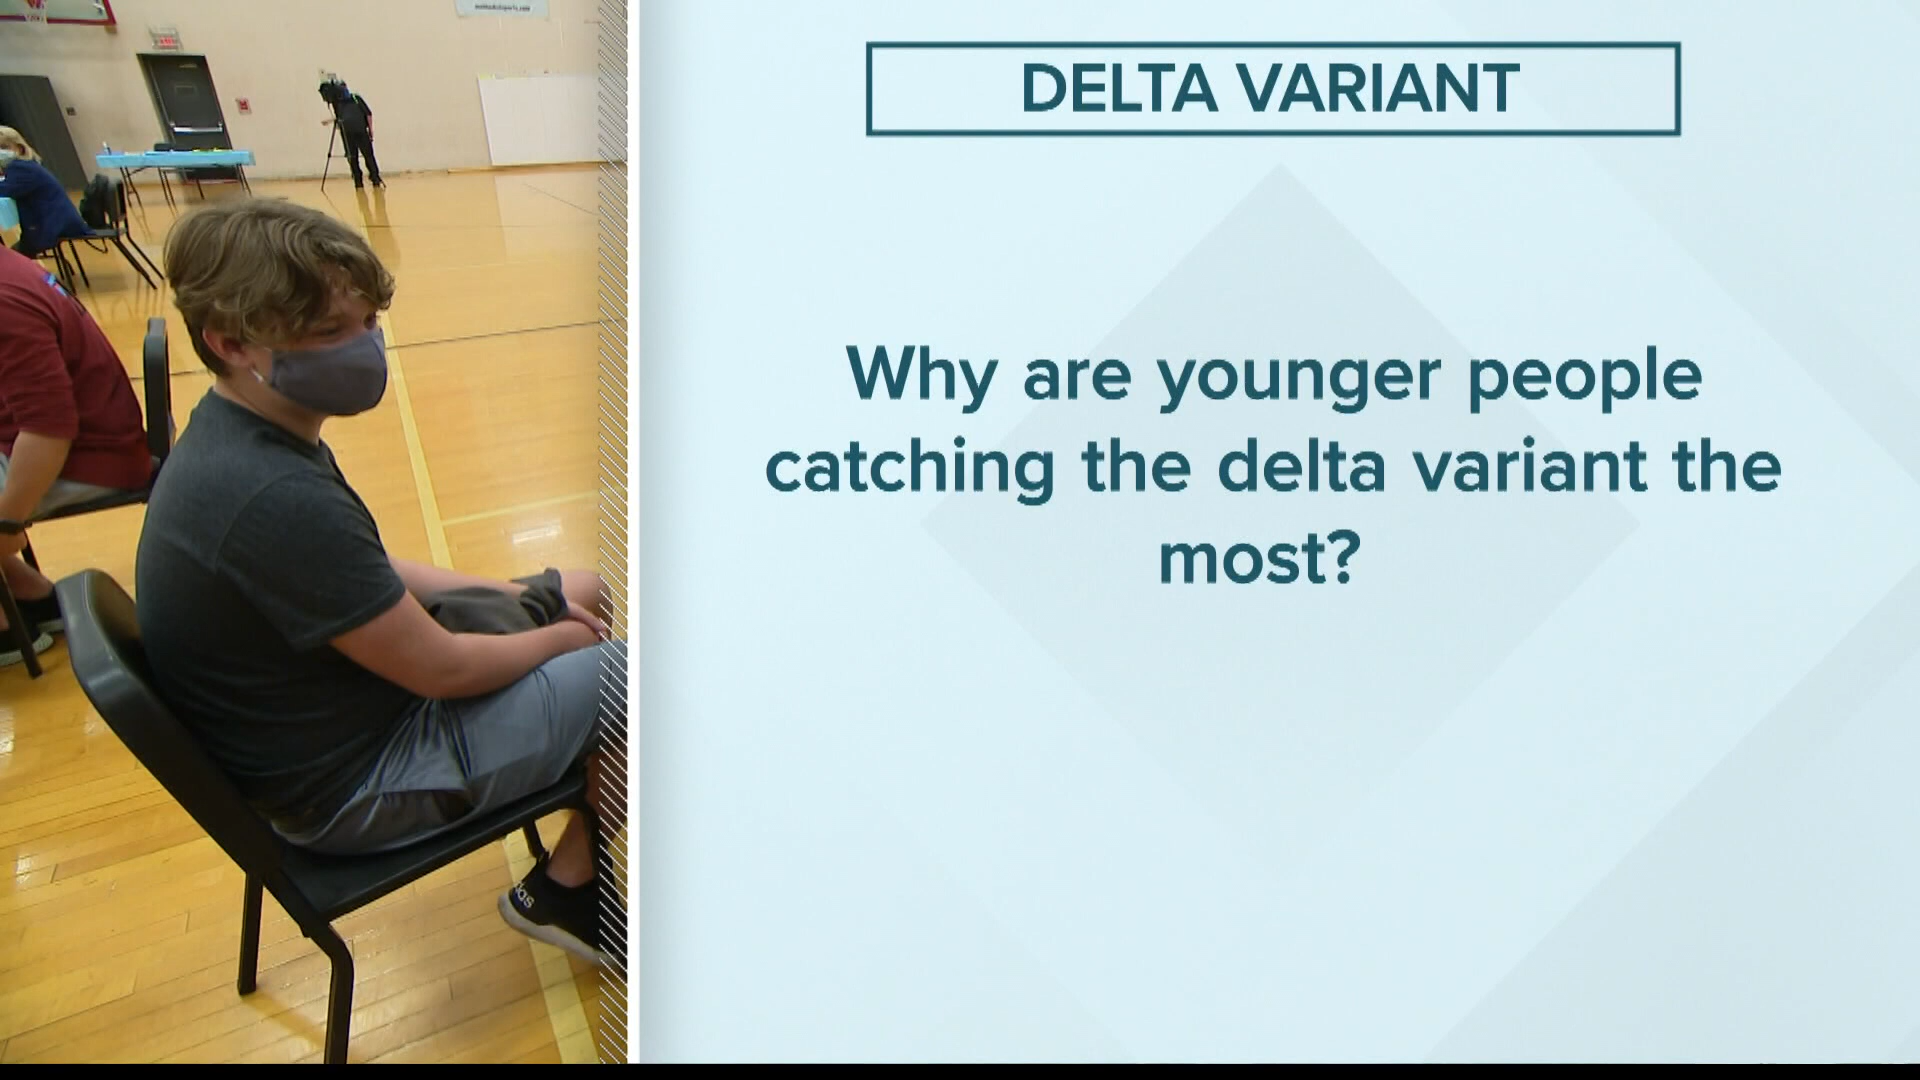 DELTA VARIANT
Why are younger people
catching the delta variant the
most?